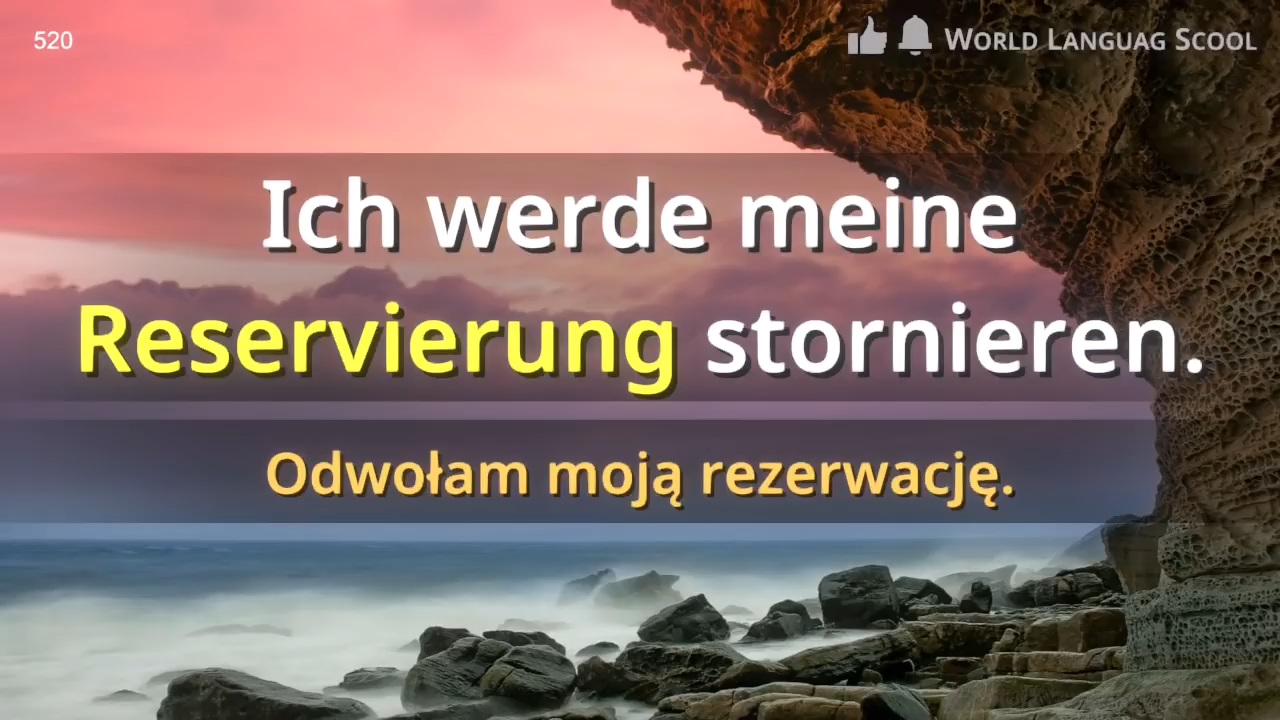 520
WORLD LANGUAG SCOOL
Ich werde meine
Reservierung stornieren.
Odwołam moją rezerwację.